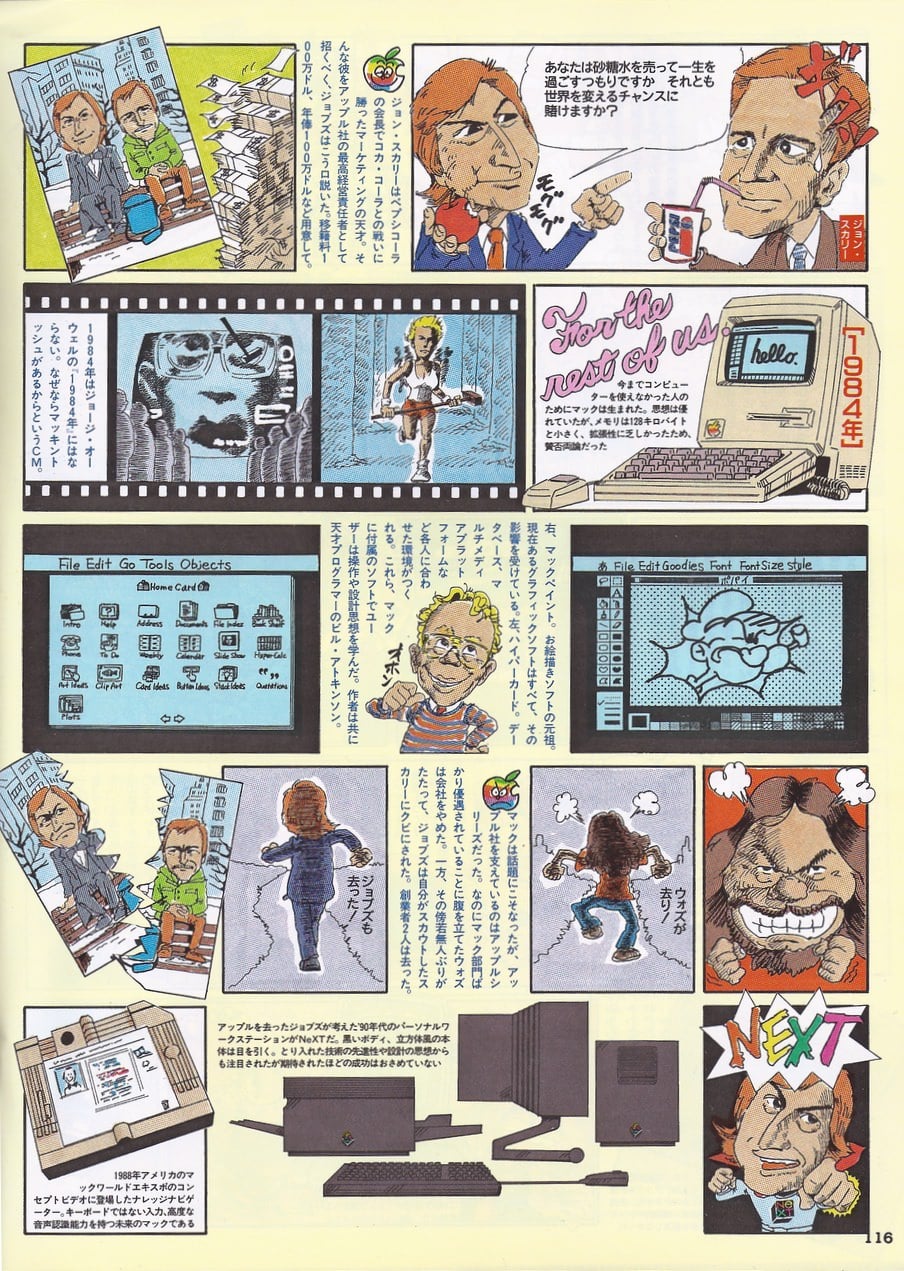 あなたは砂糖水を売って一生を
過ごすつもりですか それとも
世界を変えるチャンスに
賭けますか？
モグ
モグ
ジョン・
スカリー
ジョン・スカリーはペプシコーラ
の会長でコカ・コーラとの戦いに
勝ったマーケティングの天才。そ
んな彼をアップル社の最高経営責任者として
招くべく、ジョブズはこう口説いた。移籍料１
００万ドル、年俸１００万ドルなど用意して。
[1984年]
For the
rest of us.
hello.
今までコンピュー
ターを使えなかった人の
ためにマックは生まれた。思想は優
れていたが、メモリは128キロバイト
と小さく、拡張性に乏しかったため、
賛否両論だった
1984年はジョージ・オー
ウェルの『1984年』にはな
らない。なぜならマッキント
ッシュがあるからというCM。
あ File Edit Goodies Font FontSize style
ポパイ
右、マックペイント。お絵描きソフトの元祖。
現在あるグラフィックソフトはすべて、その
影響を受けている。左、ハイパーカード。デー
タベース、マ
ルチメディ
アプラット
フォームな
ど各人に合わ
せた環境がつく
れる。これら、マック
に付属のソフトでユー
ザーは操作や設計思想を学んだ。作者は共に
天才プログラマーのビル・アトキンソン。
オホン
File Edit Go Tools Objects
Home Card
Intro Help Address Documents File Index Book Shelf
Phone To Do Weekly Calendar Slide Show HyperCalc
Art Ideas Clip Art Card Ideas Button Ideas Stack Ideas Quotations
Plots
ウォズが
去り！
マックは話題にこそなったが、アッ
プル社を支えているのはアップルシ
リーズだった。なのにマック部門ば
かり優遇されていることに腹を立てたウォズ
は会社をやめた。一方、その傍若無人ぶりが
たたって、ジョブズは自分がスカウトしたス
カリーにクビにされた。創業者2人は去った。
ジョブズも
去った！
NeXT
アップルを去ったジョブズが考えた'90年代のパーソナルワ
ークステーションがNeXTだ。黒いボディ、立方体風の本
体は目を引く。とり入れた技術の先進性や設計の思想から
も注目されたが期待されたほどの成功はおさめていない
1988年アメリカのマ
ックワールドエキスポのコン
セプトビデオに登場したナレッジナビゲ
ーター。キーボードではない入力、高度な
音声認識能力を持つ未来のマックである
116